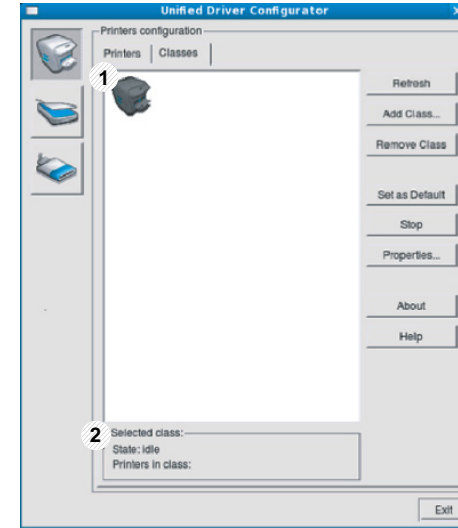 Unified Driver Configurator
Printers configuration
Printers Classes
1
Refresh
Add Class...
Remove Class
Set as Default
Stop
Properties...
About
Help
2
Selected class:
State: idle
Printers in class:
Exit